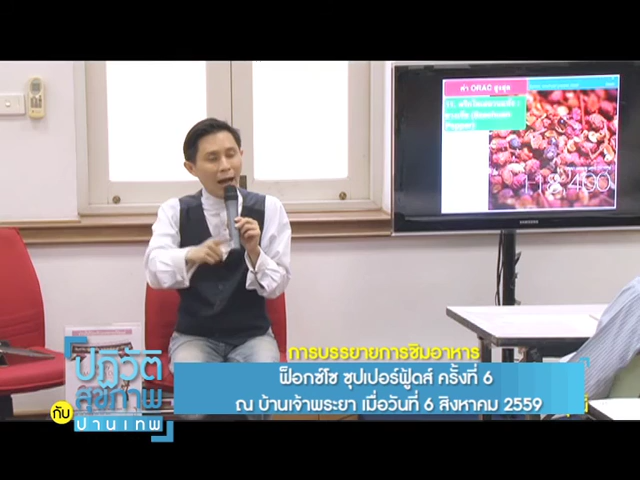 ค่า ORAC สูงสุด
118,400
SAMSUNG
การบรรยายการชิมอาหาร
ฟ็อกซ์โซ ซุปเปอร์ฟู้ดส์ ครั้งที่ 6
ณ บ้านเจ้าพระยา เมื่อวันที่ 6 สิงหาคม 2559
ปฏิวัติ
สุขภาพ
กับ ปานเทพ